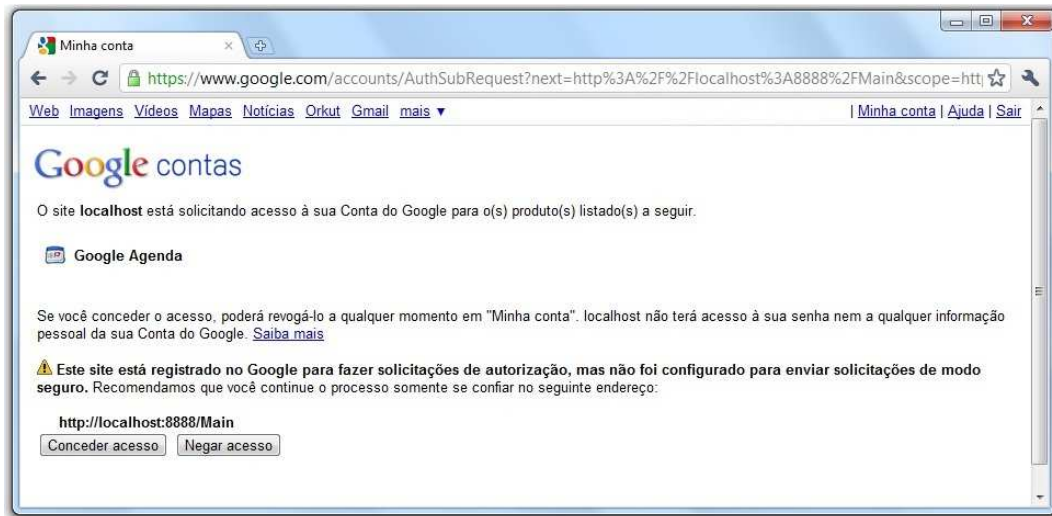 Minha conta
https://www.google.com/accounts/AuthSubRequest?next=http%3A%2F%2Flocalhost%3A8888%2FMain&scope=htt
Web Imagens Vídeos Mapas Notícias Orkut Gmail mais ▼ | Minha conta | Ajuda | Sair
Google contas
O site localhost está solicitando acesso à sua Conta do Google para o(s) produto(s) listado(s) a seguir.
Google Agenda
Se você conceder o acesso, poderá revogá-lo a qualquer momento em "Minha conta". localhost não terá acesso à sua senha nem a qualquer informação
pessoal da sua Conta do Google. Saiba mais
Este site está registrado no Google para fazer solicitações de autorização, mas não foi configurado para enviar solicitações de modo
seguro. Recomendamos que você continue o processo somente se confiar no seguinte endereço:
http://localhost:8888/Main
Conceder acesso Negar acesso